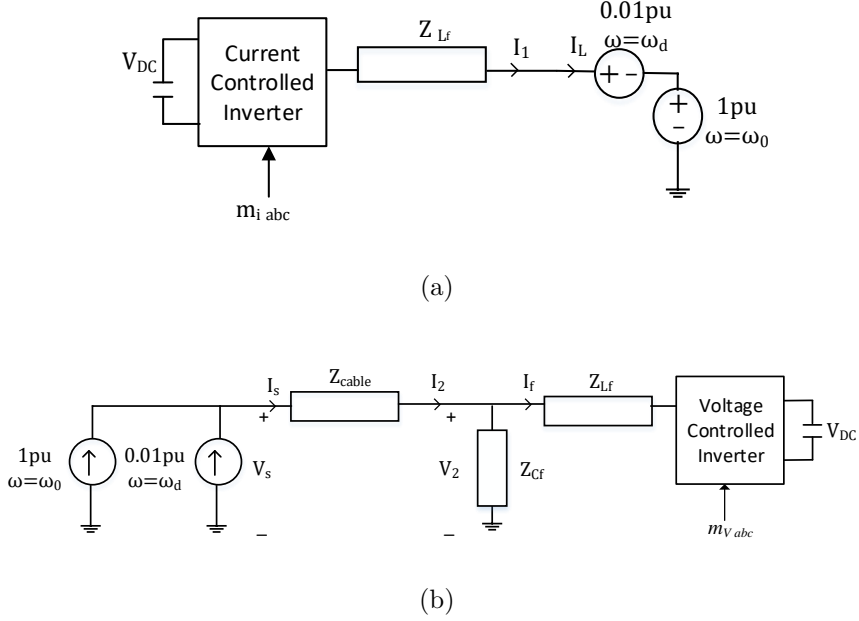 0.01pu
ω=ω_d
Z_Lf
I_1
I_L
V_DC
Current
Controlled
Inverter
+ −
+
−
1pu
ω=ω_0
m_i abc
(a)
I_s
Z_cable
I_2
I_f
Z_Lf
+
+
Voltage
Controlled
Inverter
V_DC
1pu
ω=ω_0
0.01pu
ω=ω_d
V_s
V_2
Z_Cf
−
−
m_V abc
(b)